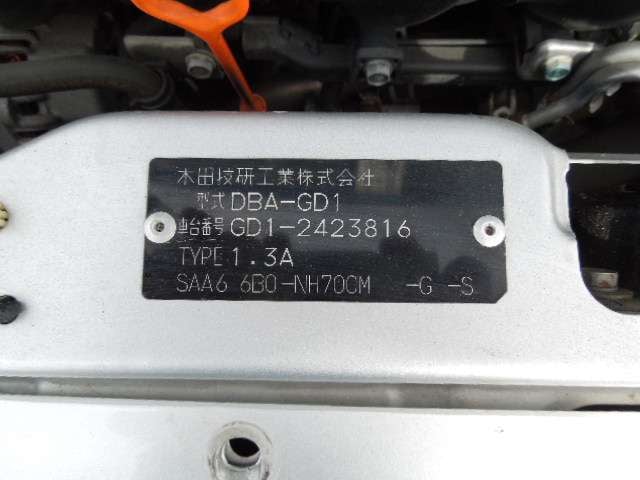 本田技研工業株式会社
型式 DBA-GD1
車台番号 GD1-2423816
TYPE 1.3A
SAA6 6B0-NH70CM -G -S